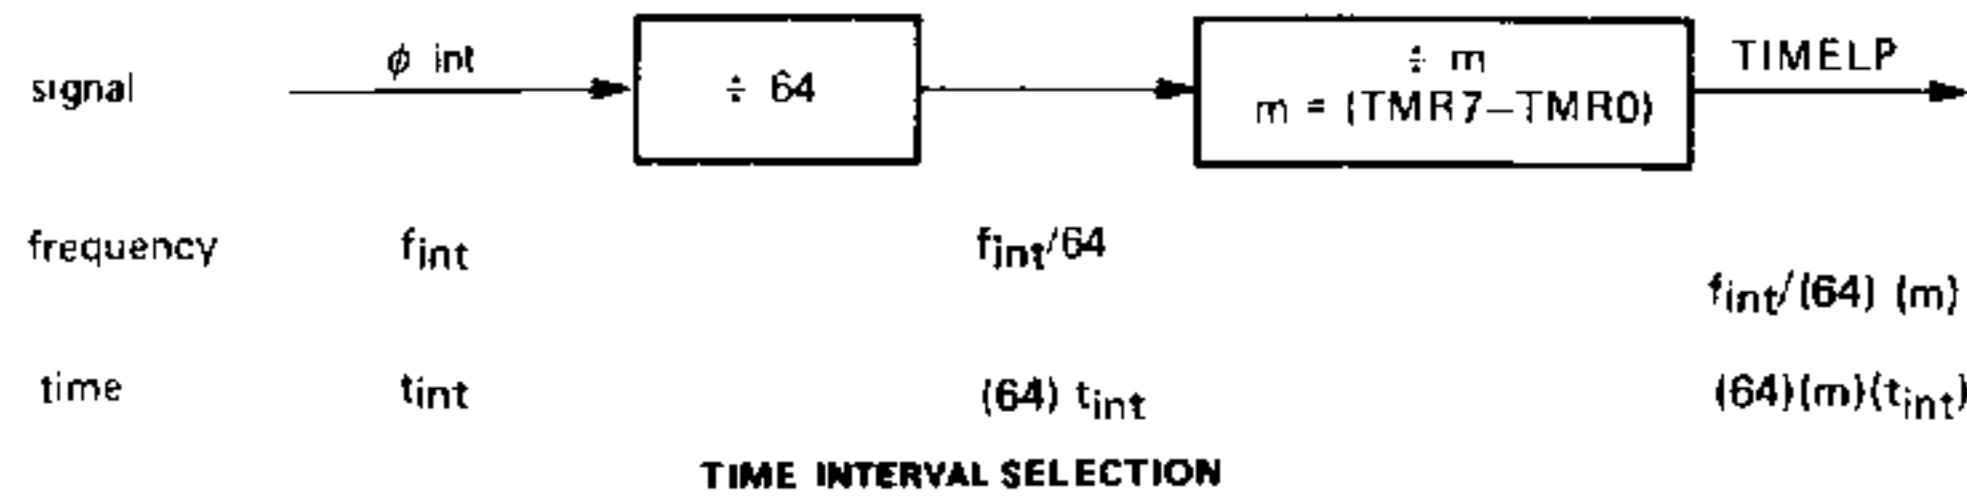 signal ϕ int ÷ 64 ÷ m TIMELP
m = (TMR7–TMR0)
frequency fint fint/64
fint/(64) (m)
time tint (64) tint (64)(m)(tint)
TIME INTERVAL SELECTION